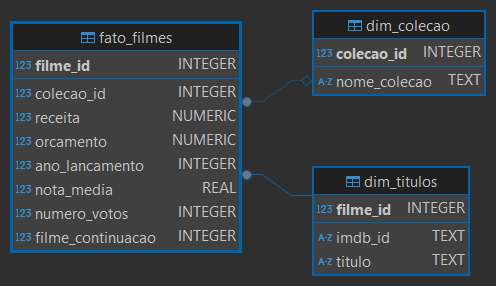 fato_filmes
123 filme_id INTEGER
123 colecao_id INTEGER
123 receita NUMERIC
123 orcamento NUMERIC
123 ano_lancamento INTEGER
123 nota_media REAL
123 numero_votos INTEGER
123 filme_continuacao INTEGER
dim_colecao
123 colecao_id INTEGER
A-Z nome_colecao TEXT
dim_titulos
123 filme_id INTEGER
A-Z imdb_id TEXT
A-Z titulo TEXT